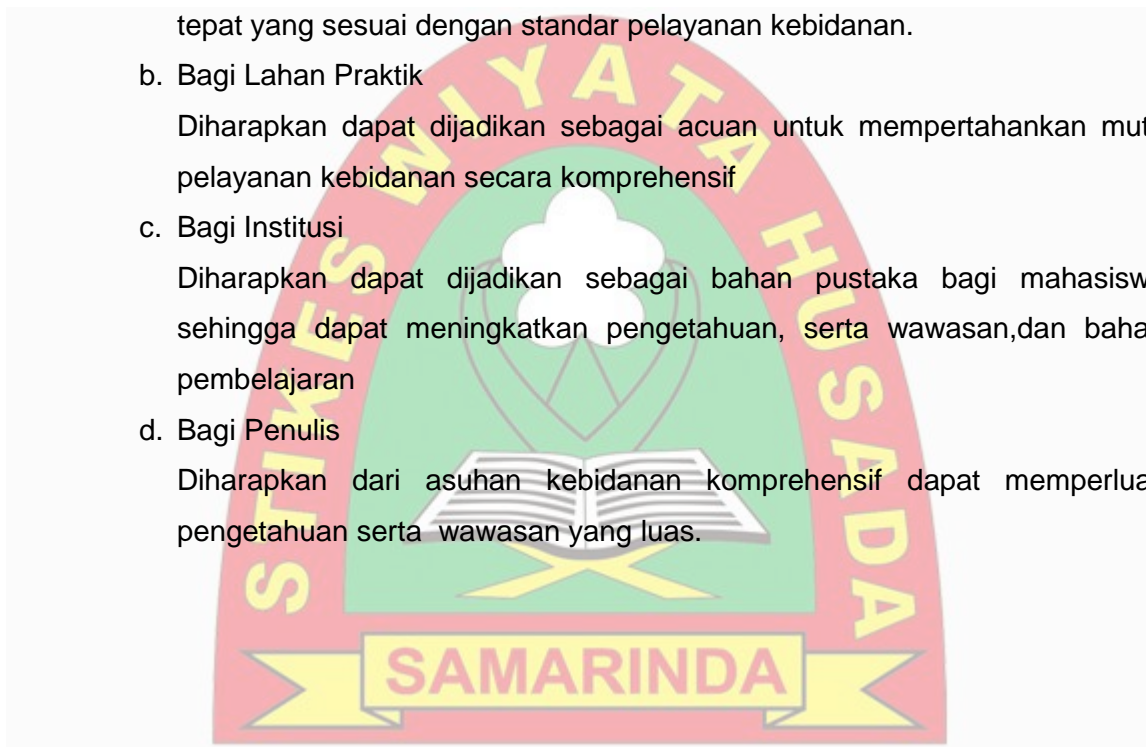 tepat yang sesuai dengan standar pelayanan kebidanan.
b. Bagi Lahan Praktik
Diharapkan dapat dijadikan sebagai acuan untuk mempertahankan mut
pelayanan kebidanan secara komprehensif
c. Bagi Institusi
Diharapkan dapat dijadikan sebagai bahan pustaka bagi mahasisw
sehingga dapat meningkatkan pengetahuan, serta wawasan,dan baha
pembelajaran
d. Bagi Penulis
Diharapkan dari asuhan kebidanan komprehensif dapat memperlua
pengetahuan serta wawasan yang luas.
STIKES WIYATA HUSADA
SAMARINDA